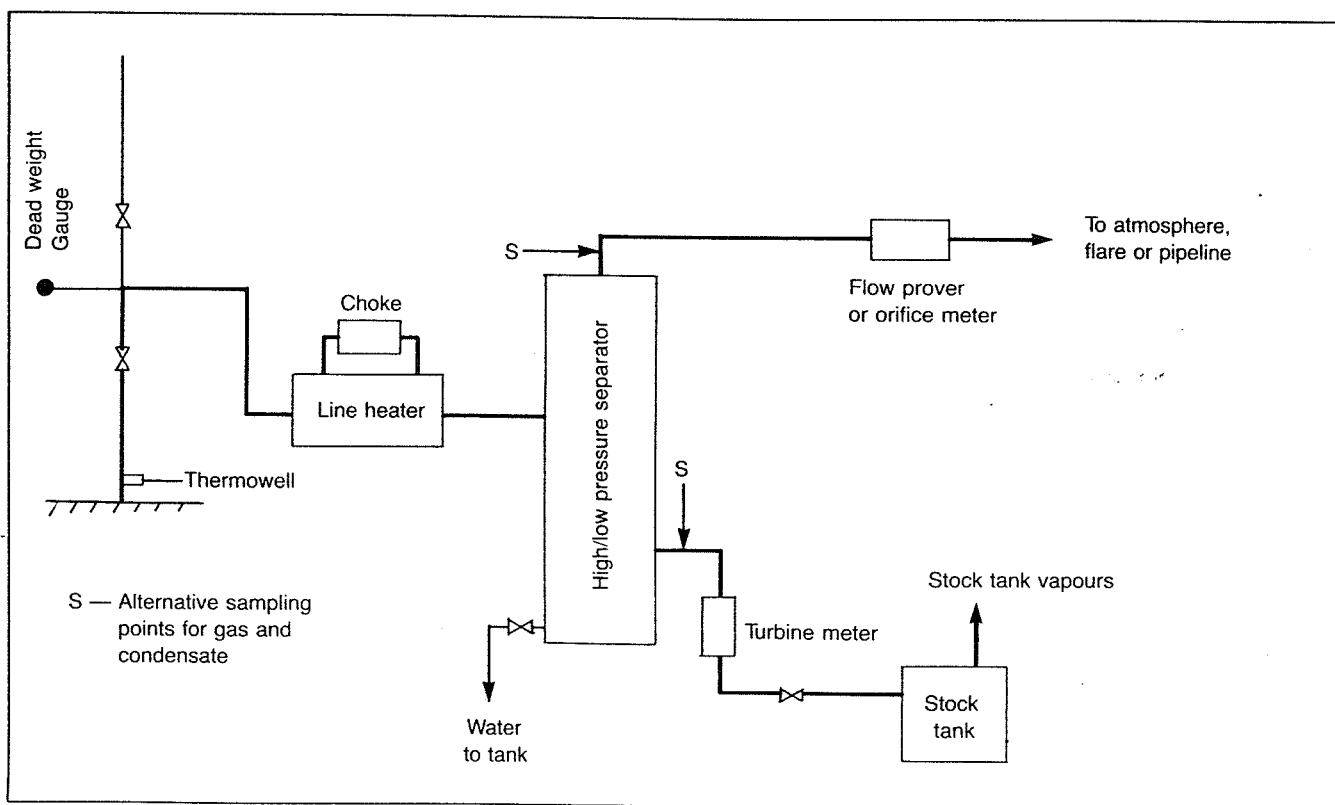 Dead weight
Gauge
Choke
Line heater
Thermowell
S — Alternative sampling
points for gas and
condensate
S
High/low pressure separator
Water
to tank
Flow prover
or orifice meter
To atmosphere,
flare or pipeline
S
Turbine meter
Stock tank vapours
Stock
tank